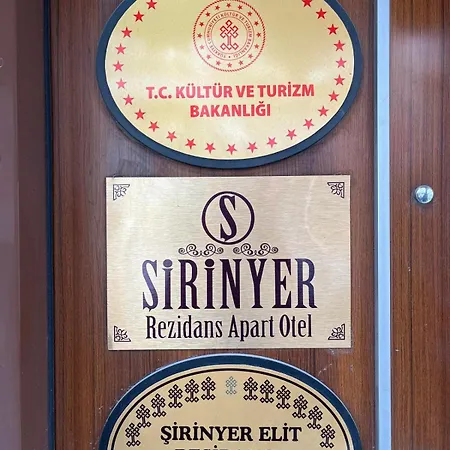 T.C. KÜLTÜR VE TURİZM
BAKANLIĞI
Ş
ŞİRİNYER
Rezidans Apart Otel
ŞİRİNYER ELİT